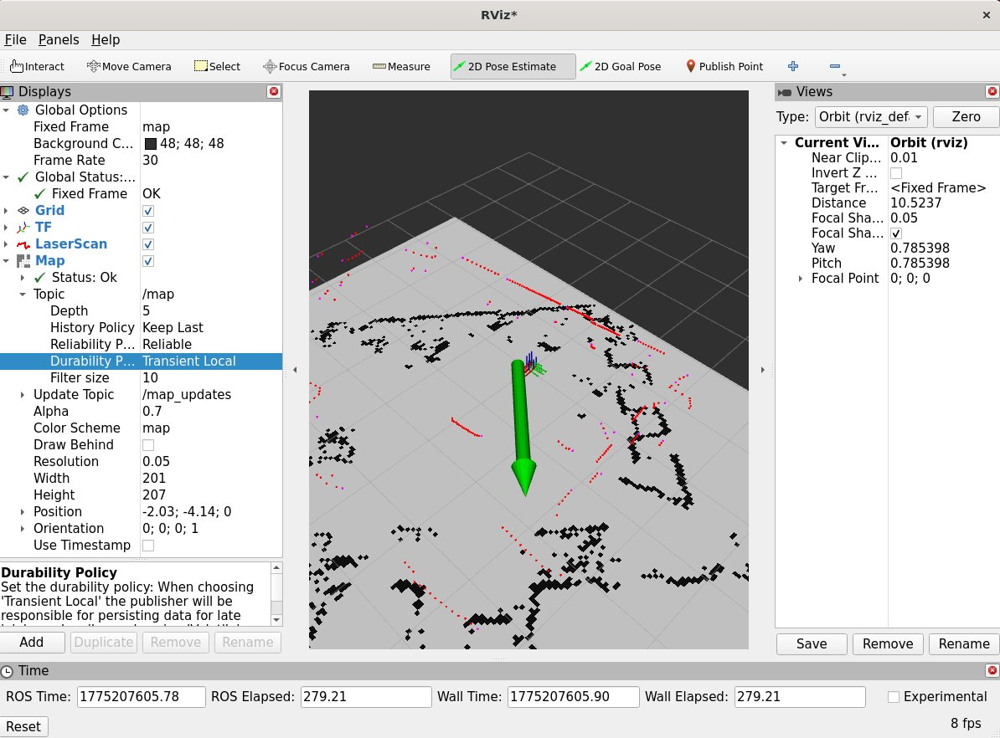 RViz*
File Panels Help
Interact Move Camera Select Focus Camera Measure 2D Pose Estimate 2D Goal Pose Publish Point
Displays
Global Options
Fixed Frame map
Background C... 48; 48; 48
Frame Rate 30
Global Status:...
Fixed Frame OK
Grid
TF
LaserScan
Map
Status: Ok
Topic /map
Depth 5
History Policy Keep Last
Reliability P... Reliable
Durability P... Transient Local
Filter size 10
Update Topic /map_updates
Alpha 0.7
Color Scheme map
Draw Behind
Resolution 0.05
Width 201
Height 207
Position -2.03; -4.14; 0
Orientation 0; 0; 0; 1
Use Timestamp
Durability Policy
Set the durability policy: When choosing
'Transient Local' the publisher will be
responsible for persisting data for late
Add Duplicate Remove Rename
Views
Type: Orbit (rviz_def Zero
Current Vi... Orbit (rviz)
Near Clip... 0.01
Invert Z ...
Target Fr... <Fixed Frame>
Distance 10.5237
Focal Sha... 0.05
Focal Sha...
Yaw 0.785398
Pitch 0.785398
Focal Point 0; 0; 0
Save Remove Rename
Time
ROS Time: 1775207605.78 ROS Elapsed: 279.21 Wall Time: 1775207605.90 Wall Elapsed: 279.21 Experimental
Reset 8 fps